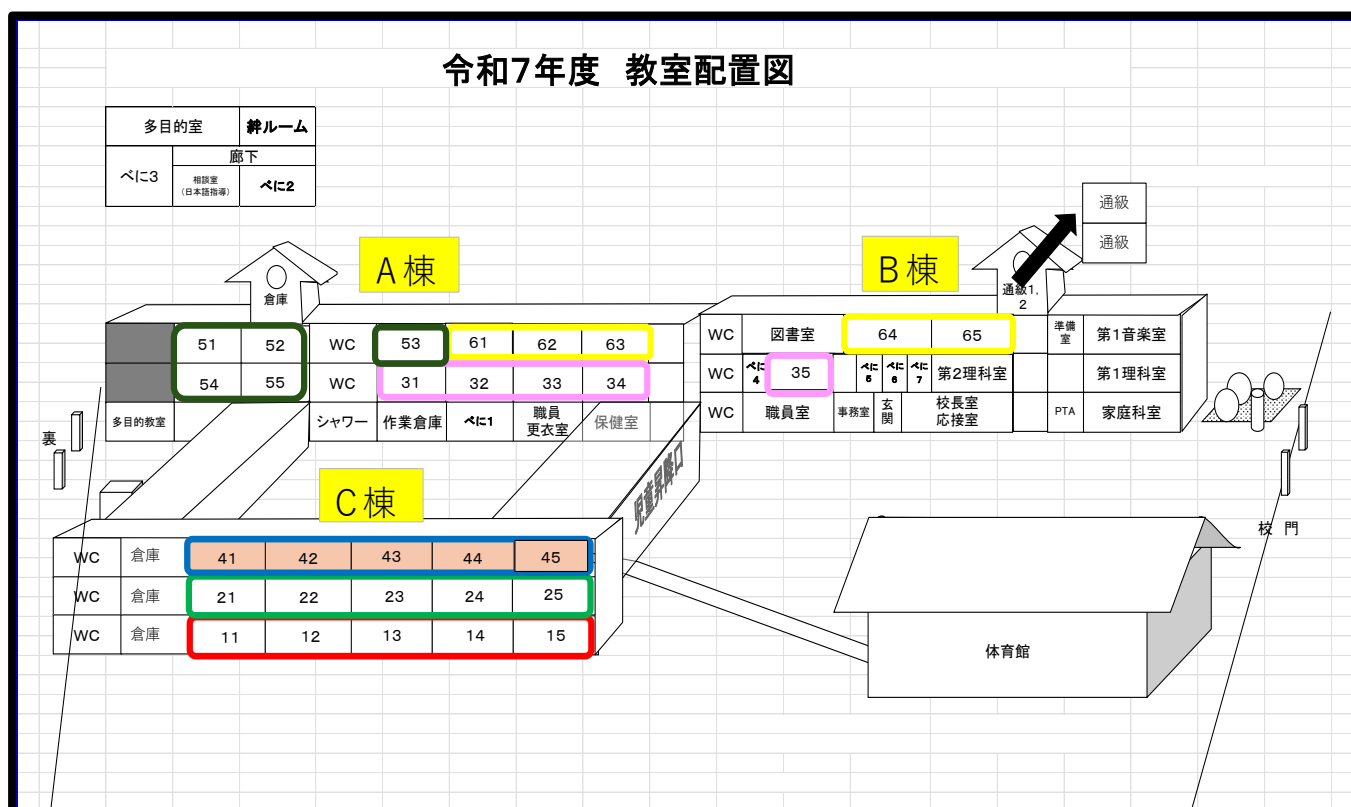 令和7年度 教室配置図
多目的室 絆ルーム
廊下
べに3 相談室 べに2
(日本語指導)
通級
通級
A棟
B棟
倉庫
通級1,
2
51 52 WC 53 61 62 63
54 55 WC 31 32 33 34
多目的教室 シャワー 作業倉庫 べに1 職員 保健室
更衣室
WC 図書室 64 65 準備 第1音楽室
室
WC べに 35 べに べに べに 第2理科室 第1理科室
4 5 6 7
WC 職員室 事務室 玄 校長室 PTA 家庭科室
関 応接室
裏
児童昇降口
校 門
C棟
WC 倉庫 41 42 43 44 45
WC 倉庫 21 22 23 24 25
WC 倉庫 11 12 13 14 15
体育館